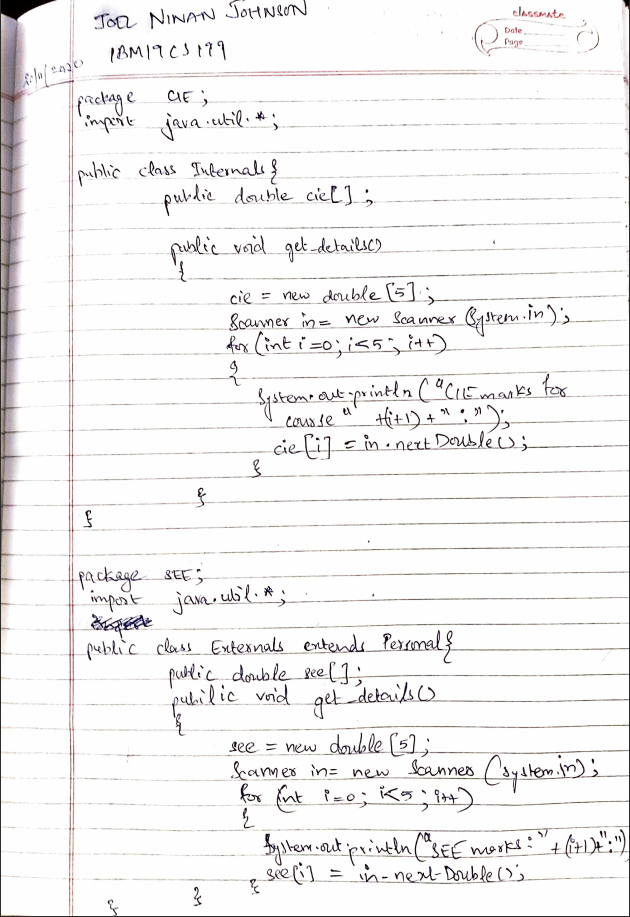 JOEL NINAN JOHNSON
classmate
Date
Page
1BM19CS199
package CIE;
import java.util.*;
public class Internals{
public double cie[];
public void get_details()
{
cie = new double [5];
Scanner in = new Scanner (System.in);
for (int i=0; i<5; i++)
{
System.out.println ("CIE marks for
course " +(i+1) + " : ");
cie [i] = in.nextDouble();
}
}
}
package SEE;
import java.util.*;
public class Externals extends Personal{
public double see[];
public void get_details()
{
see = new double [5];
Scanner in = new Scanner (System.in);
for (int i=0; i<5; i++)
{
System.out.println("SEE marks: " + (i+1)+":")
see[i] = in-next-Double();
}
}
}